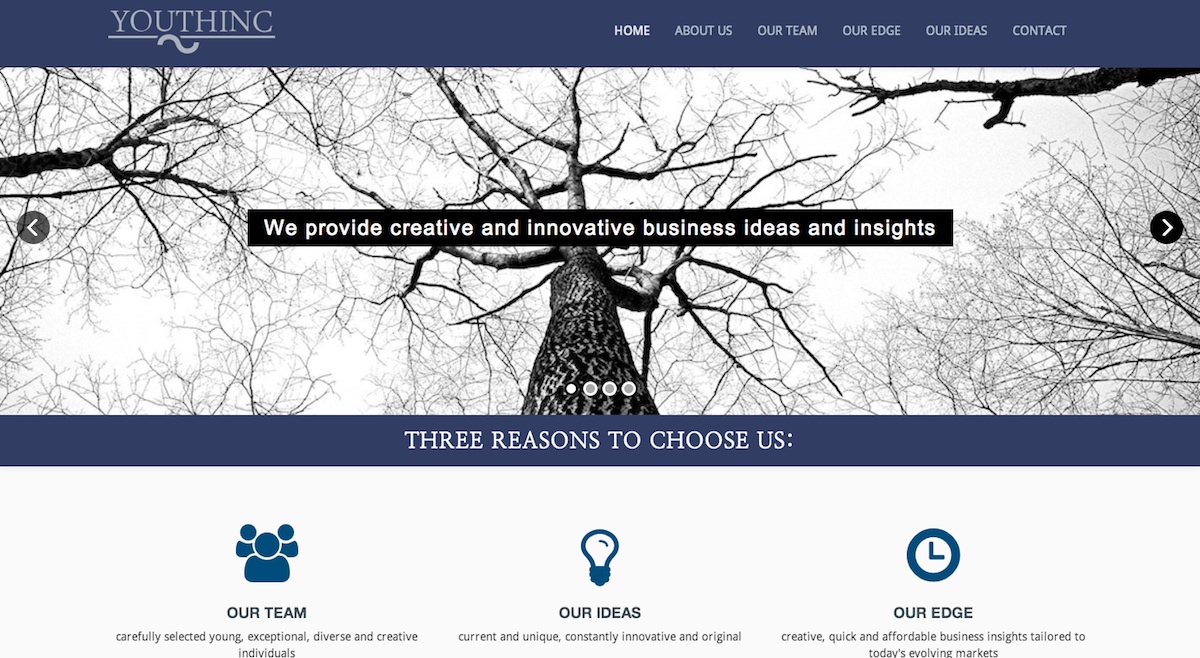 YOUTHINC
HOME ABOUT US OUR TEAM OUR EDGE OUR IDEAS CONTACT
We provide creative and innovative business ideas and insights
THREE REASONS TO CHOOSE US:
OUR TEAM
carefully selected young, exceptional, diverse and creative
individuals
OUR IDEAS
current and unique, constantly innovative and original
OUR EDGE
creative, quick and affordable business insights tailored to
today's evolving markets